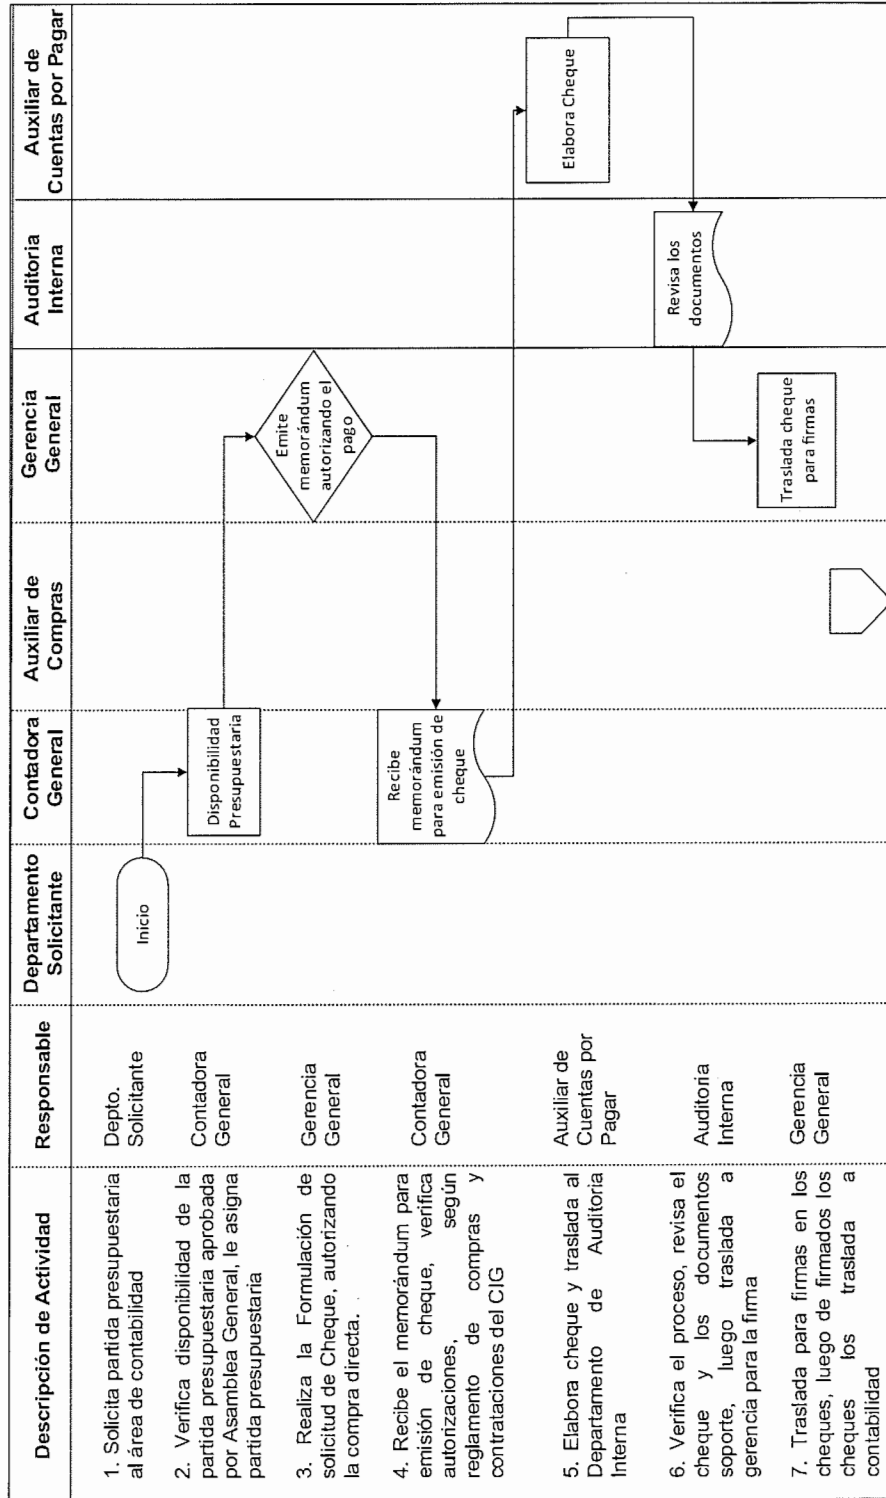 Descripción de Actividad
Responsable
Departamento
Solicitante
Contadora
General
Auxiliar de
Compras
Gerencia
General
Auditoria
Interna
Auxiliar de
Cuentas por Pagar
1. Solicita partida presupuestaria
al área de contabilidad
Depto.
Solicitante
Inicio
2. Verifica disponibilidad de la
partida presupuestaria aprobada
por Asamblea General, le asigna
partida presupuestaria
Contadora
General
Disponibilidad
Presupuestaria
3. Realiza la Formulación de
solicitud de Cheque, autorizando
la compra directa.
Gerencia
General
Emite
memorándum
autorizando el
pago
4. Recibe el memorándum para
emisión de cheque, verifica
autorizaciones, según
reglamento de compras y
contrataciones del CIG
Contadora
General
Recibe
memorándum
para emisión de
cheque
5. Elabora cheque y traslada al
Departamento de Auditoria
Interna
Auxiliar de
Cuentas por
Pagar
Elabora Cheque
6. Verifica el proceso, revisa el
cheque y los documentos
soporte, luego traslada a
gerencia para la firma
Auditoria
Interna
Revisa los
documentos
7. Traslada para firmas en los
cheques, luego de firmados los
cheques los traslada a
contabilidad
Gerencia
General
Traslada cheque
para firmas